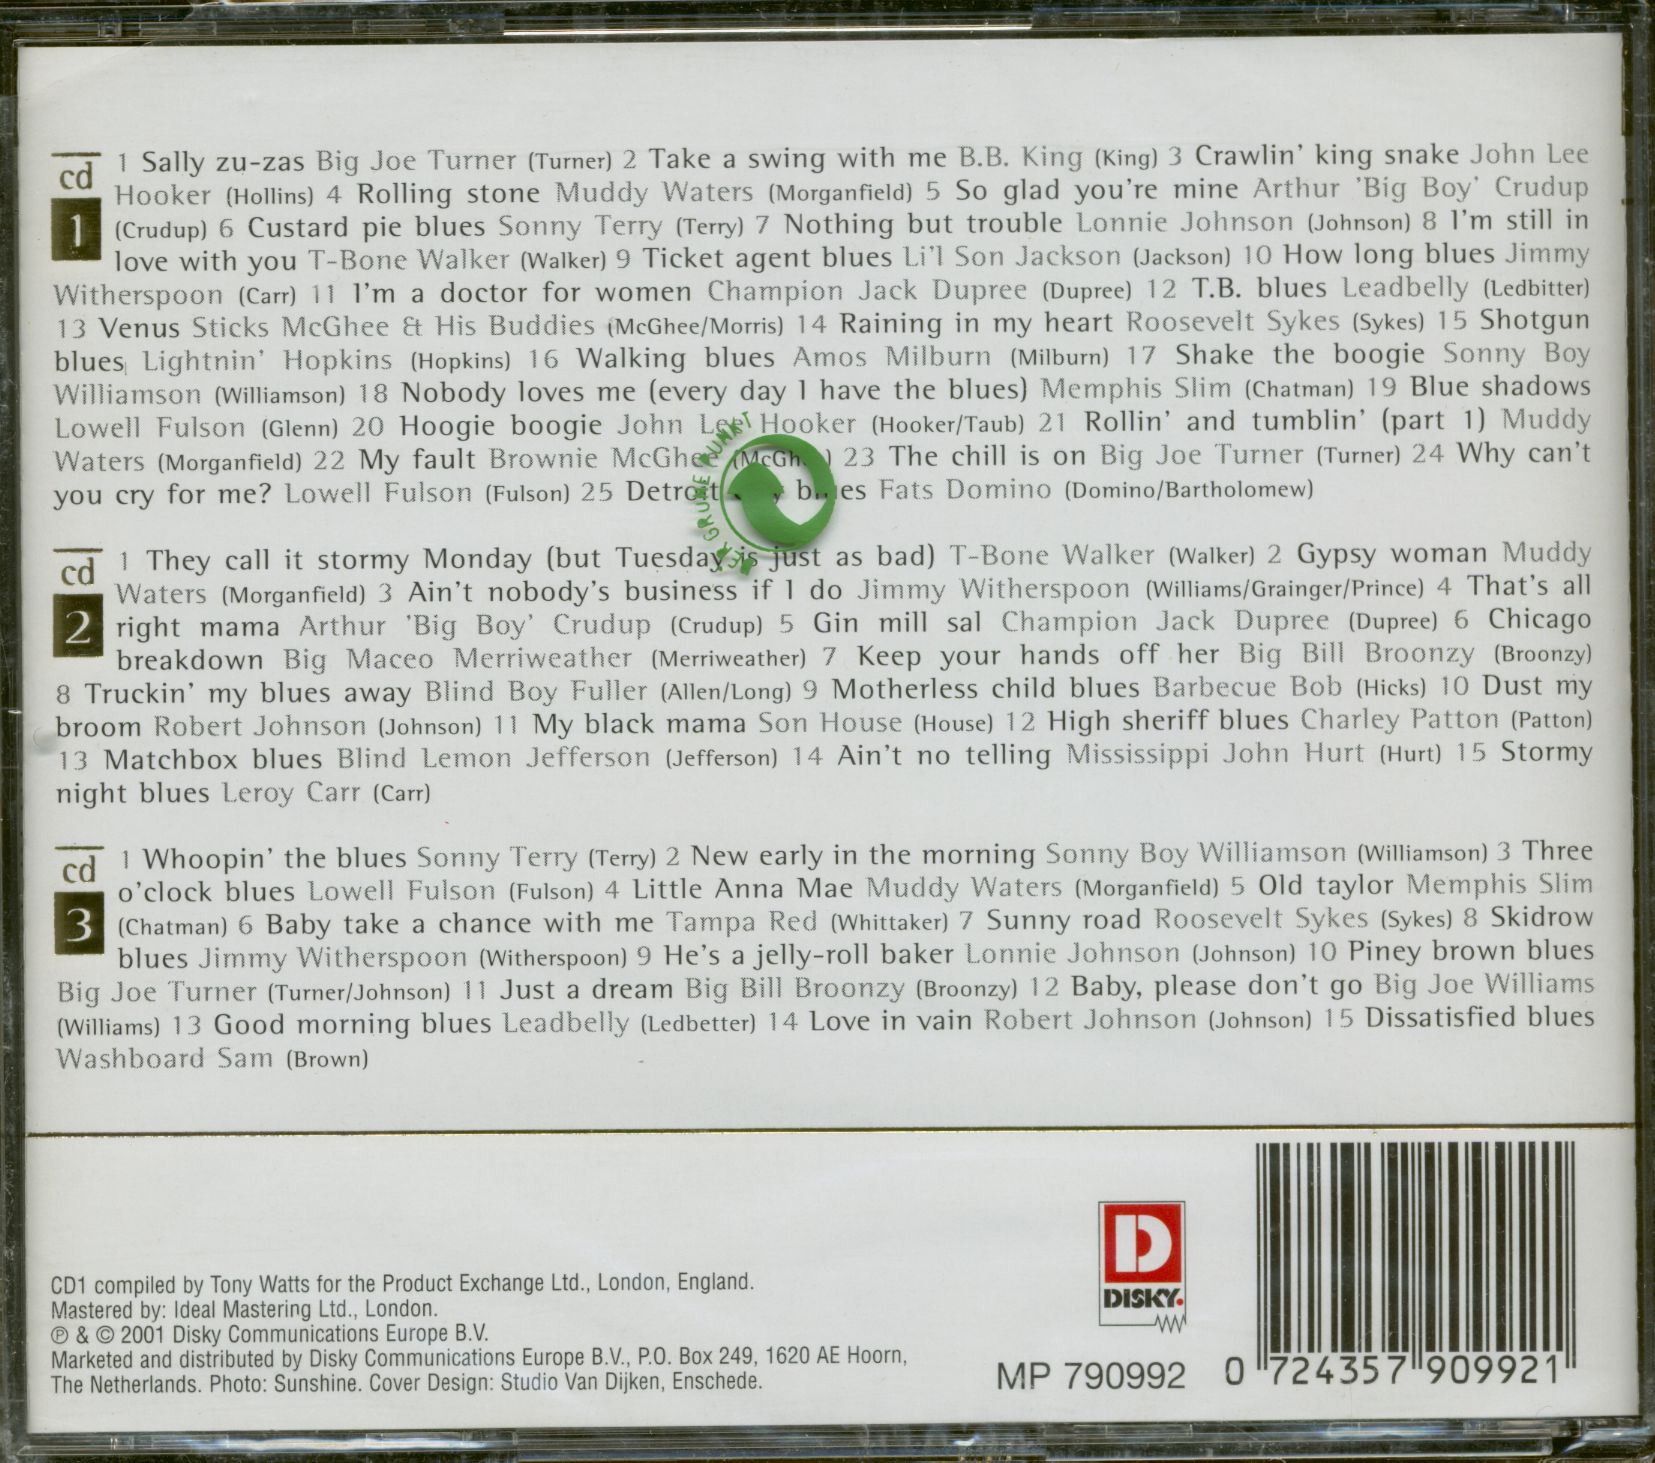 cd 1
1 Sally zu-zas Big Joe Turner (Turner) 2 Take a swing with me B.B. King (King) 3 Crawlin' king snake John Lee
Hooker (Hollins) 4 Rolling stone Muddy Waters (Morganfield) 5 So glad you're mine Arthur 'Big Boy' Crudup
(Crudup) 6 Custard pie blues Sonny Terry (Terry) 7 Nothing but trouble Lonnie Johnson (Johnson) 8 I'm still in
love with you T-Bone Walker (Walker) 9 Ticket agent blues Li'l Son Jackson (Jackson) 10 How long blues Jimmy
Witherspoon (Carr) 11 I'm a doctor for women Champion Jack Dupree (Dupree) 12 T.B. blues Leadbelly (Ledbitter)
13 Venus Sticks McGhee & His Buddies (McGhee/Morris) 14 Raining in my heart Roosevelt Sykes (Sykes) 15 Shotgun
blues Lightnin' Hopkins (Hopkins) 16 Walking blues Amos Milburn (Milburn) 17 Shake the boogie Sonny Boy
Williamson (Williamson) 18 Nobody loves me (every day I have the blues) Memphis Slim (Chatman) 19 Blue shadows
Lowell Fulson (Glenn) 20 Hoogie boogie John Lee Hooker (Hooker/Taub) 21 Rollin' and tumblin' (part 1) Muddy
Waters (Morganfield) 22 My fault Brownie 23 The chill is on Big Joe Turner (Turner) 24 Why can't
you cry for me? Lowell Fulson (Fulson) 25 Detroit blues Fats Domino (Domino/Bartholomew)
DER GRÜNE PUNKT
cd 2
1 They call it stormy Monday (but Tuesday is just as bad) T-Bone Walker (Walker) 2 Gypsy woman Muddy
Waters (Morganfield) 3 Ain't nobody's business if I do Jimmy Witherspoon (Williams/Grainger/Prince) 4 That's all
right mama Arthur 'Big Boy' Crudup (Crudup) 5 Gin mill sal Champion Jack Dupree (Dupree) 6 Chicago
breakdown Big Maceo Merriweather (Merriweather) 7 Keep your hands off her Big Bill Broonzy (Broonzy)
8 Truckin' my blues away Blind Boy Fuller (Allen/Long) 9 Motherless child blues Barbecue Bob (Hicks) 10 Dust my
broom Robert Johnson (Johnson) 11 My black mama Son House (House) 12 High sheriff blues Charley Patton (Patton)
13 Matchbox blues Blind Lemon Jefferson (Jefferson) 14 Ain't no telling Mississippi John Hurt (Hurt) 15 Stormy
night blues Leroy Carr (Carr)
cd 3
1 Whoopin' the blues Sonny Terry (Terry) 2 New early in the morning Sonny Boy Williamson (Williamson) 3 Three
o'clock blues Lowell Fulson (Fulson) 4 Little Anna Mae Muddy Waters (Morganfield) 5 Old taylor Memphis Slim
(Chatman) 6 Baby take a chance with me Tampa Red (Whittaker) 7 Sunny road Roosevelt Sykes (Sykes) 8 Skidrow
blues Jimmy Witherspoon (Witherspoon) 9 He's a jelly-roll baker Lonnie Johnson (Johnson) 10 Piney brown blues
Big Joe Turner (Turner/Johnson) 11 Just a dream Big Bill Broonzy (Broonzy) 12 Baby, please don't go Big Joe Williams
(Williams) 13 Good morning blues Leadbelly (Ledbetter) 14 Love in vain Robert Johnson (Johnson) 15 Dissatisfied blues
Washboard Sam (Brown)
CD1 compiled by Tony Watts for the Product Exchange Ltd., London, England.
Mastered by: Ideal Mastering Ltd., London.
℗ & © 2001 Disky Communications Europe B.V.
Marketed and distributed by Disky Communications Europe B.V., P.O. Box 249, 1620 AE Hoorn,
The Netherlands. Photo: Sunshine. Cover Design: Studio Van Dijken, Enschede.
D
DISKY.
MP 790992
0 724357 909921